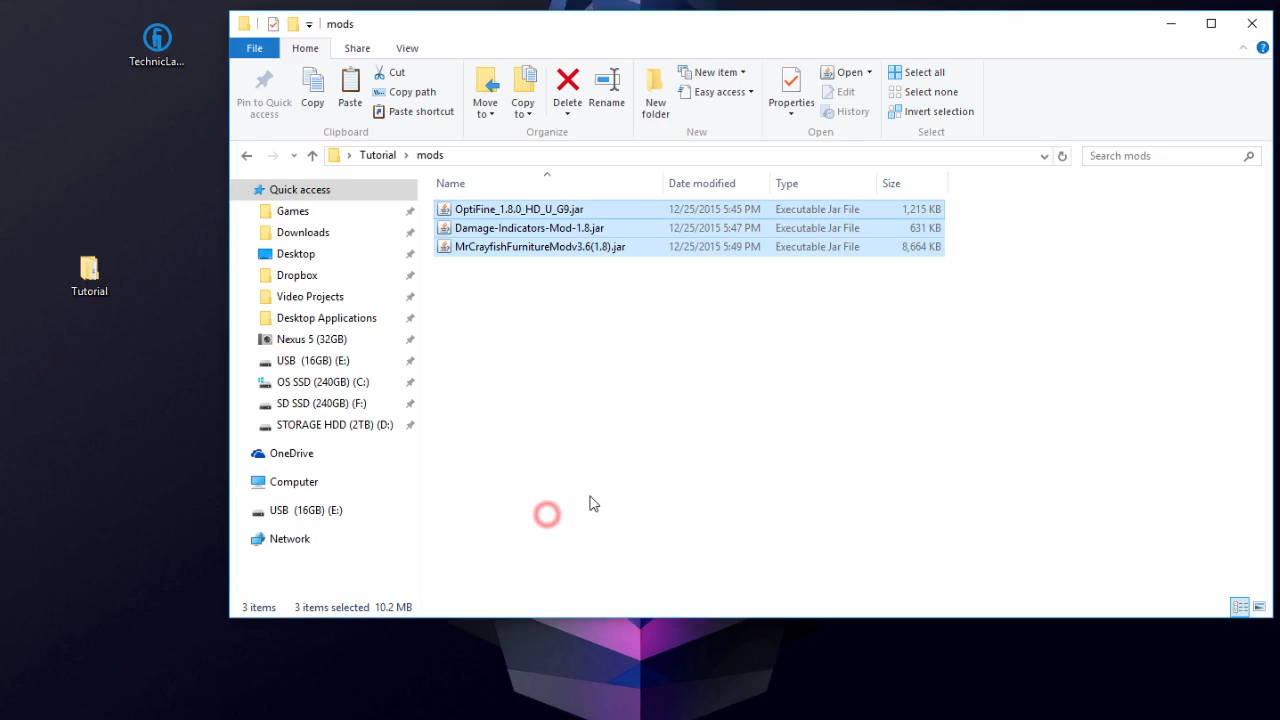 TechnicLa...
Tutorial
mods
File Home Share View
Pin to Quick access
Copy
Paste
Cut
Copy path
Paste shortcut
Clipboard
Move to
Copy to
Delete
Rename
Organize
New folder
New item
Easy access
New
Properties
Open
Edit
History
Open
Select all
Select none
Invert selection
Select
Tutorial mods
Search mods
Name Date modified Type Size
OptiFine_1.8.0_HD_U_G9.jar 12/25/2015 5:45 PM Executable Jar File 1,215 KB
Damage-Indicators-Mod-1.8.jar 12/25/2015 5:47 PM Executable Jar File 631 KB
MrCrayfishFurnitureModv3.6(1.8).jar 12/25/2015 5:49 PM Executable Jar File 8,664 KB
Quick access
Games
Downloads
Desktop
Dropbox
Video Projects
Desktop Applications
Nexus 5 (32GB)
USB (16GB) (E:)
OS SSD (240GB) (C:)
SD SSD (240GB) (F:)
STORAGE HDD (2TB) (D:)
OneDrive
Computer
USB (16GB) (E:)
Network
3 items 3 items selected 10.2 MB